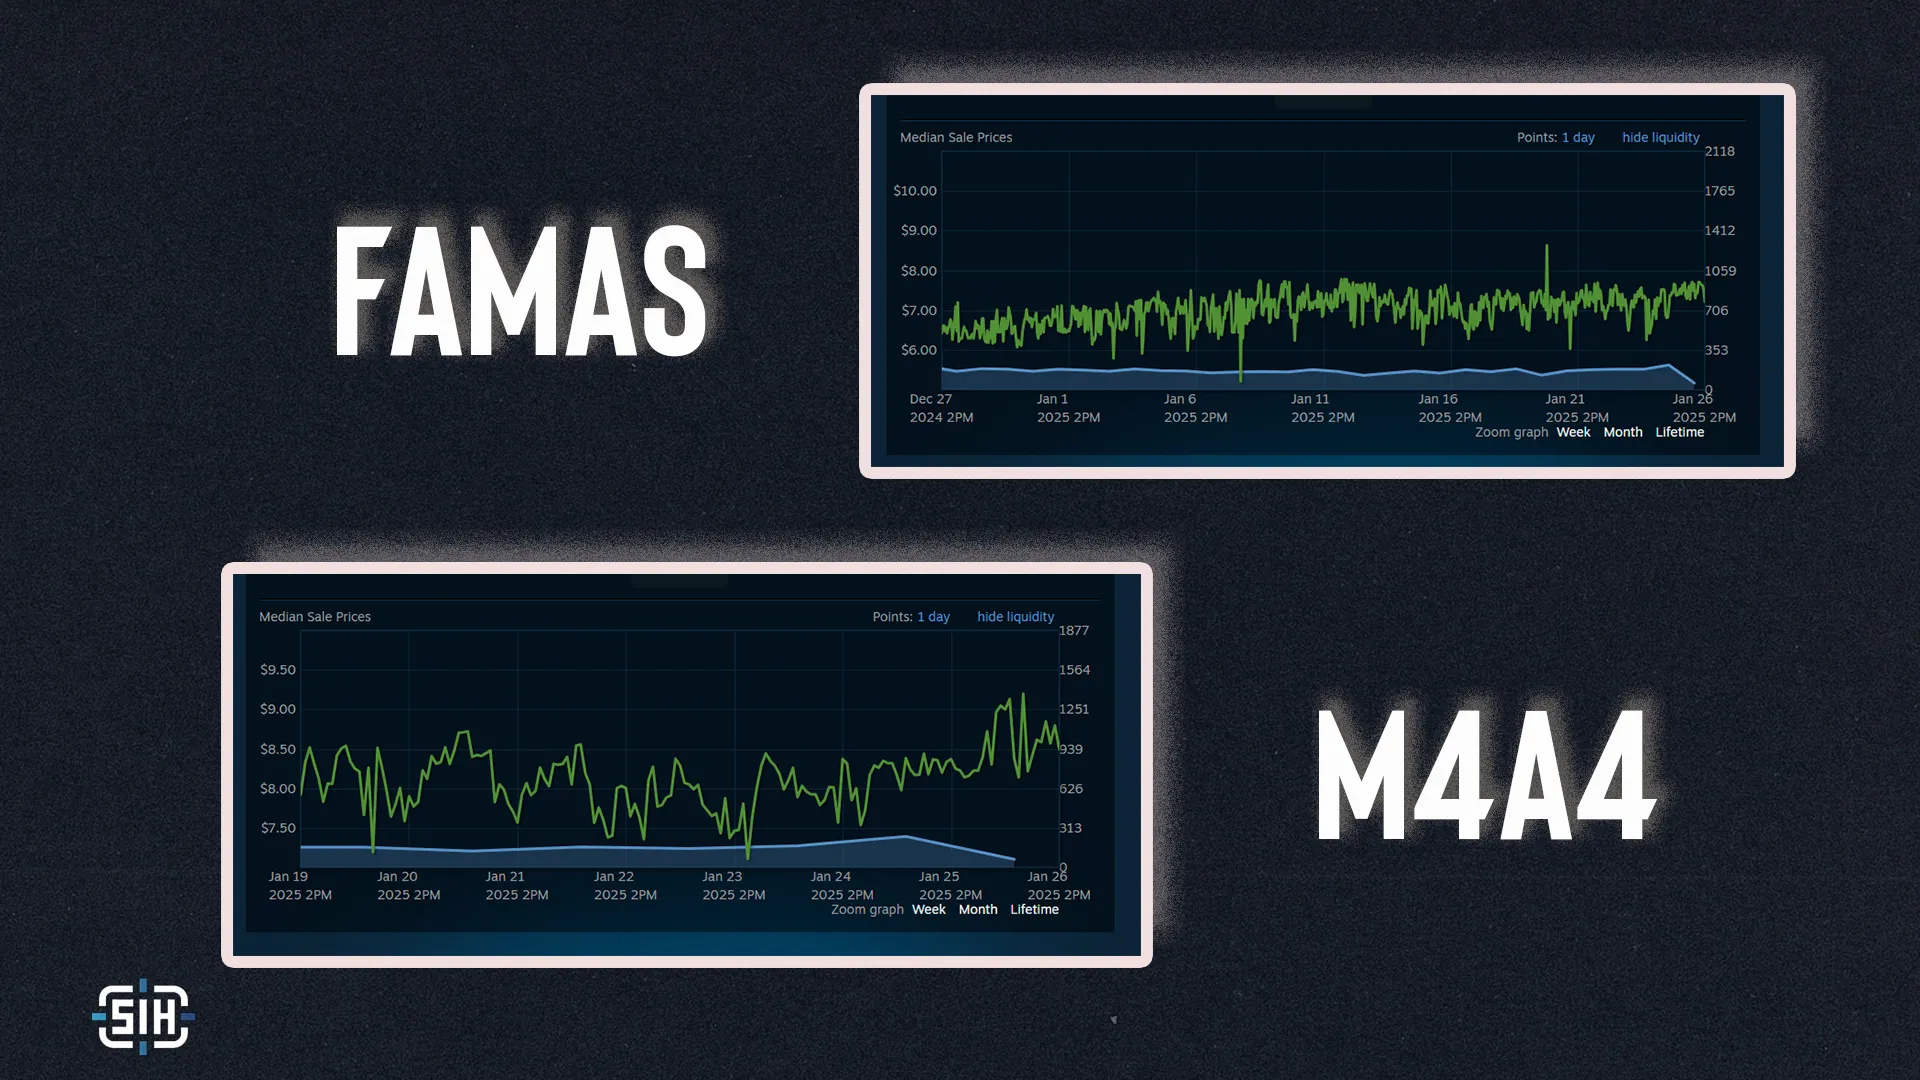 FAMAS
Median Sale Prices
Points: 1 day hide liquidity
2118
$10.00 1765
$9.00 1412
$8.00 1059
$7.00 706
$6.00 353
0
Dec 27 Jan 1 Jan 6 Jan 11 Jan 16 Jan 21 Jan 26
2024 2PM 2025 2PM 2025 2PM 2025 2PM 2025 2PM 2025 2PM 2025 2PM
Zoom graph Week Month Lifetime
Median Sale Prices
Points: 1 day hide liquidity
1877
$9.50 1564
$9.00 1251
$8.50 939
$8.00 626
$7.50 313
0
Jan 19 Jan 20 Jan 21 Jan 22 Jan 23 Jan 24 Jan 25 Jan 26
2025 2PM 2025 2PM 2025 2PM 2025 2PM 2025 2PM 2025 2PM 2025 2PM 2025 2PM
Zoom graph Week Month Lifetime
M4A4
SIH